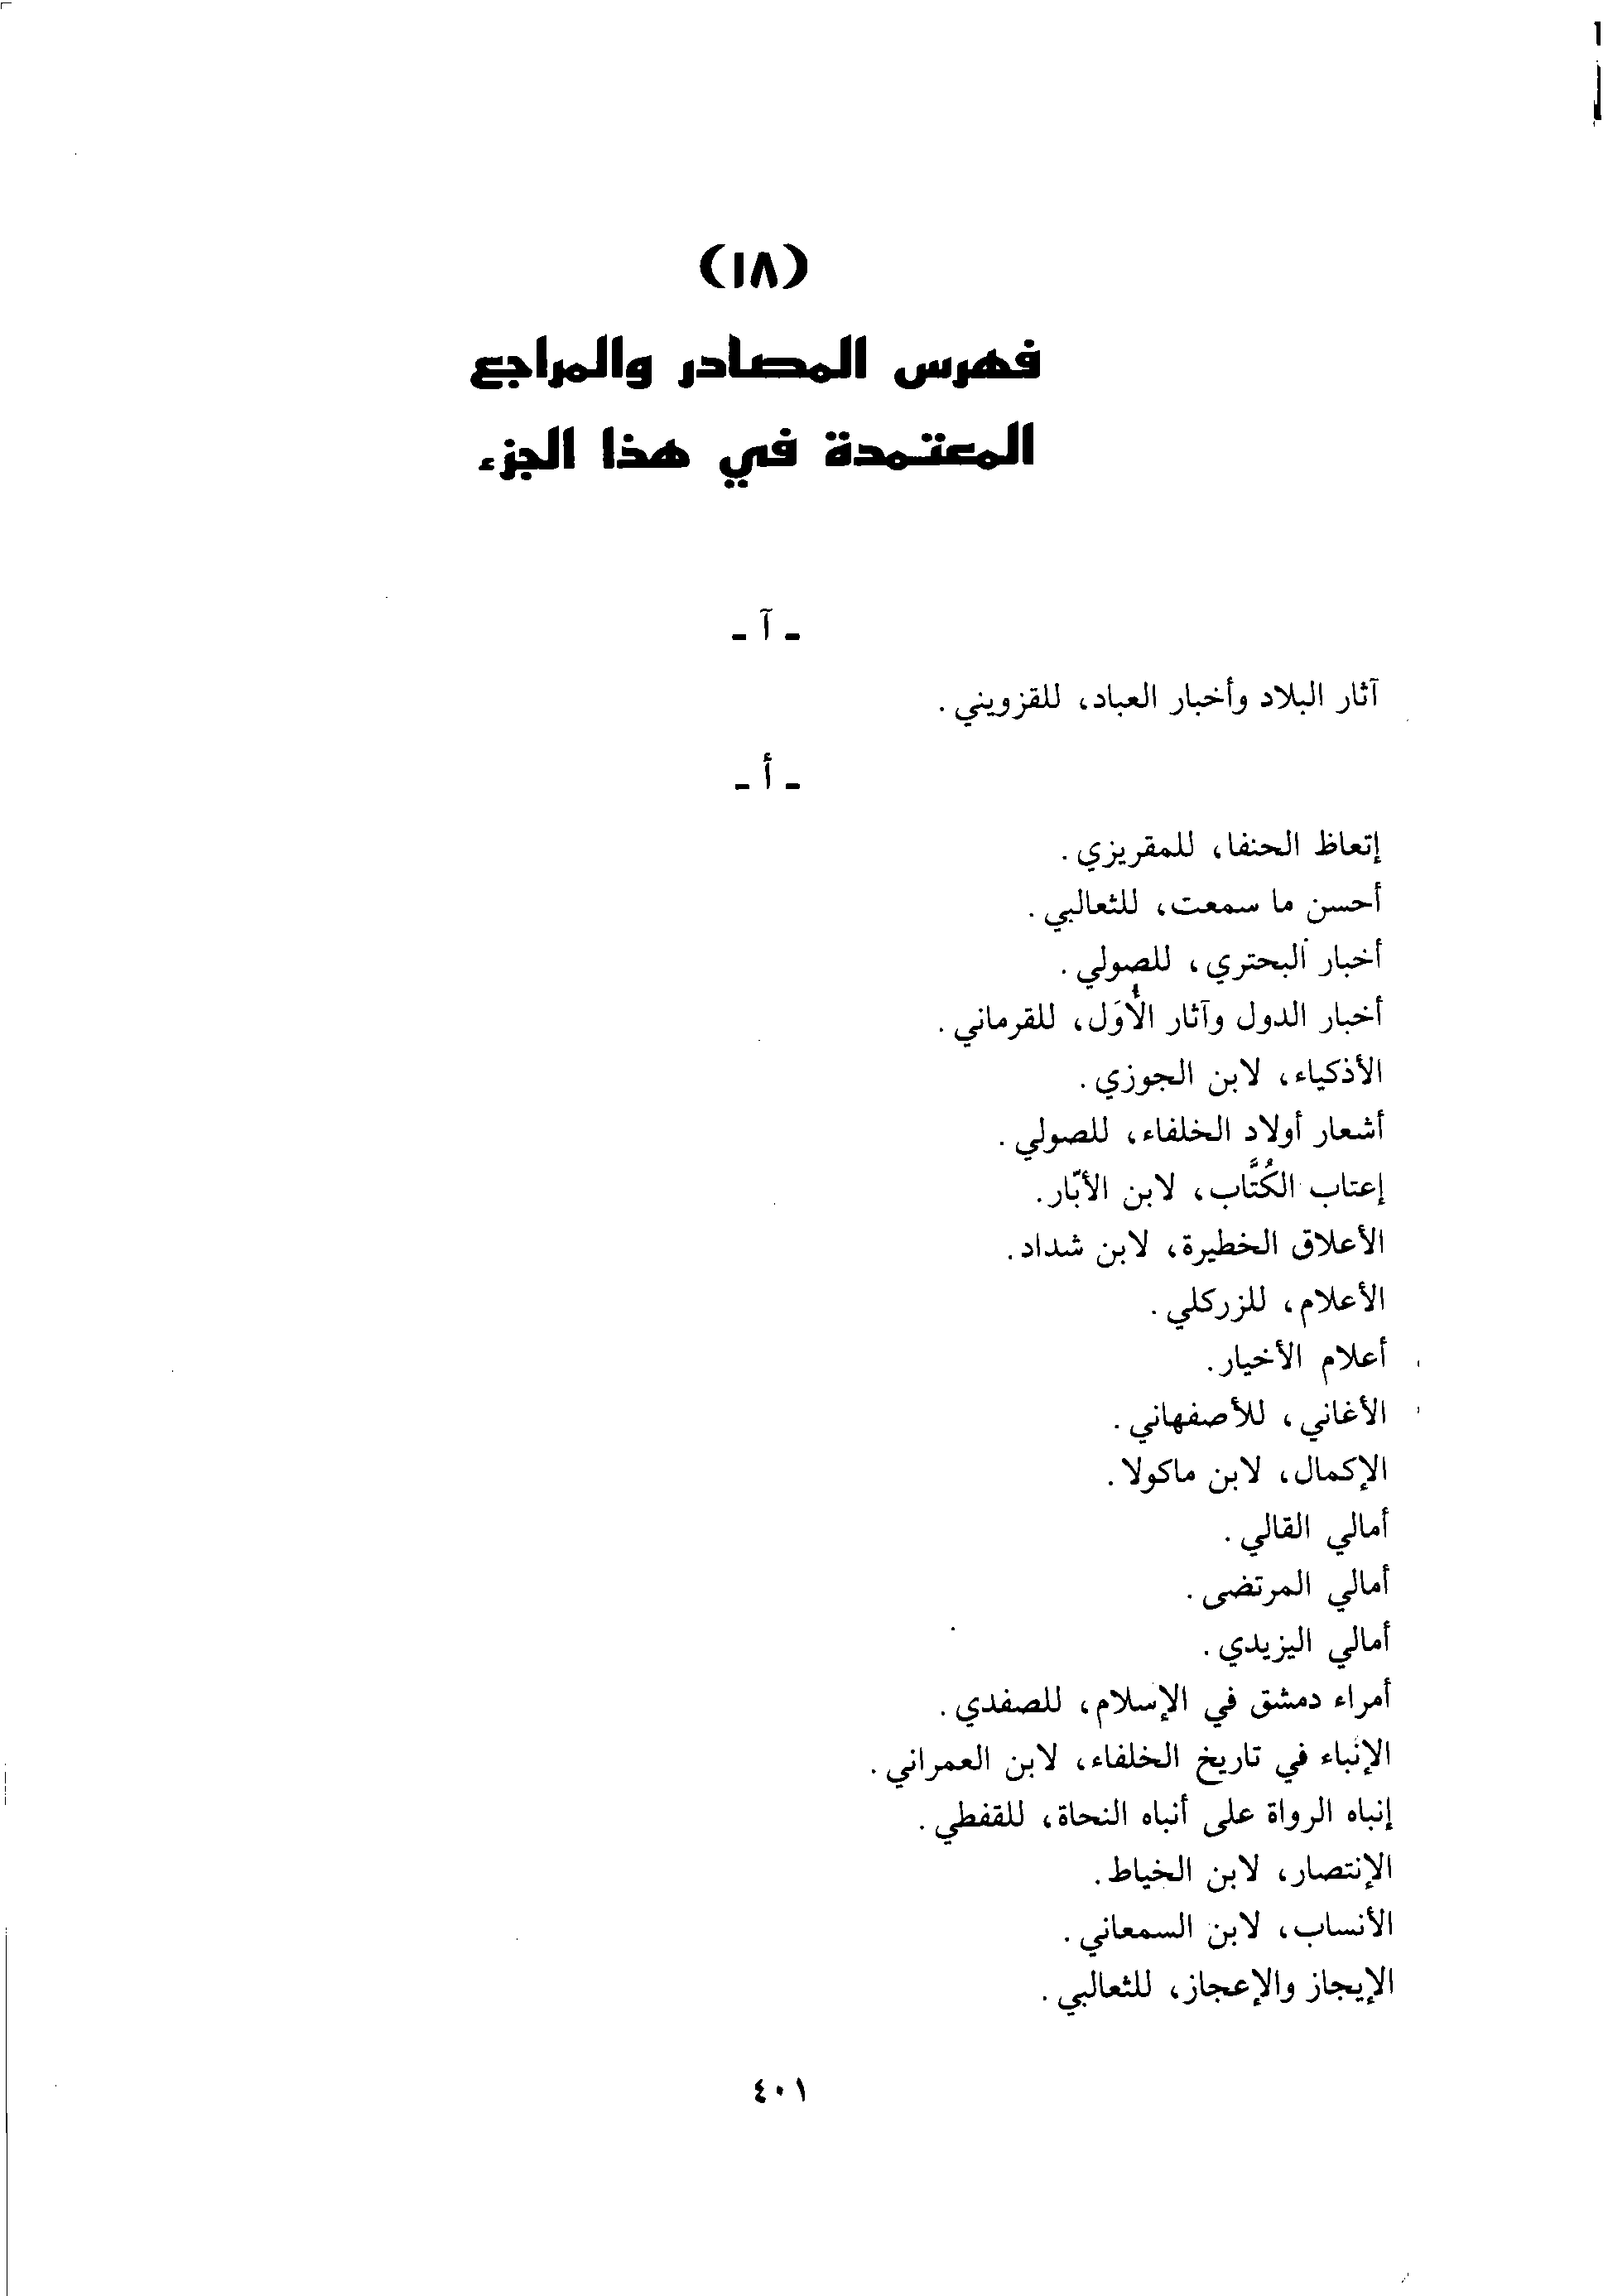 (١٨)
فهرس المصادر والمراجع
المعتمدة في هذا الجزء
- آ -
آثار البلاد وأخبار العباد، للقزويني.
- أ -
إتعاظ الحنفا، للمقريزي.
أحسن ما سمعت، للثعالبي.
أخبار البحتري، للصولي.
أخبار الدول وآثار الأُوَل، للقرماني.
الأذكياء، لابن الجوزي.
أشعار أولاد الخلفاء، للصولي.
إعتاب الكُتَّاب، لابن الأبّار.
الأعلاق الخطيرة، لابن شداد.
الأعلام، للزركلي.
أعلام الأخيار.
الأغاني، للأصفهاني.
الإكمال، لابن ماكولا.
أمالي القالي.
أمالي المرتضى.
أمالي اليزيدي.
أمراء دمشق في الإسلام، للصفدي.
الإنباء في تاريخ الخلفاء، لابن العمراني.
إنباه الرواة على أنباه النحاة، للقفطي.
الإنتصار، لابن الخياط.
الأنساب، لابن السمعاني.
الإيجاز والإعجاز، للثعالبي.
٤٠١